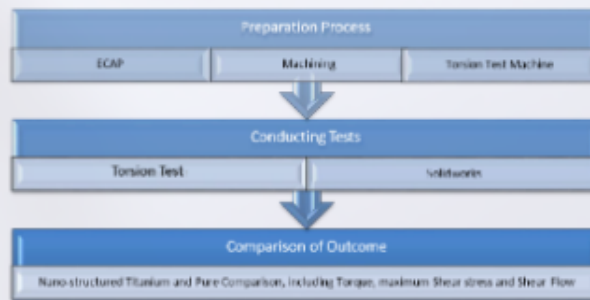 Preparation Process
ECAP Machining Torsion Test Machine
Conducting Tests
Torsion Test Solidworks
Comparison of Outcome
Nano-structured Titanium and Pure Comparison, including Torque, maximum Shear stress and Shear Flow